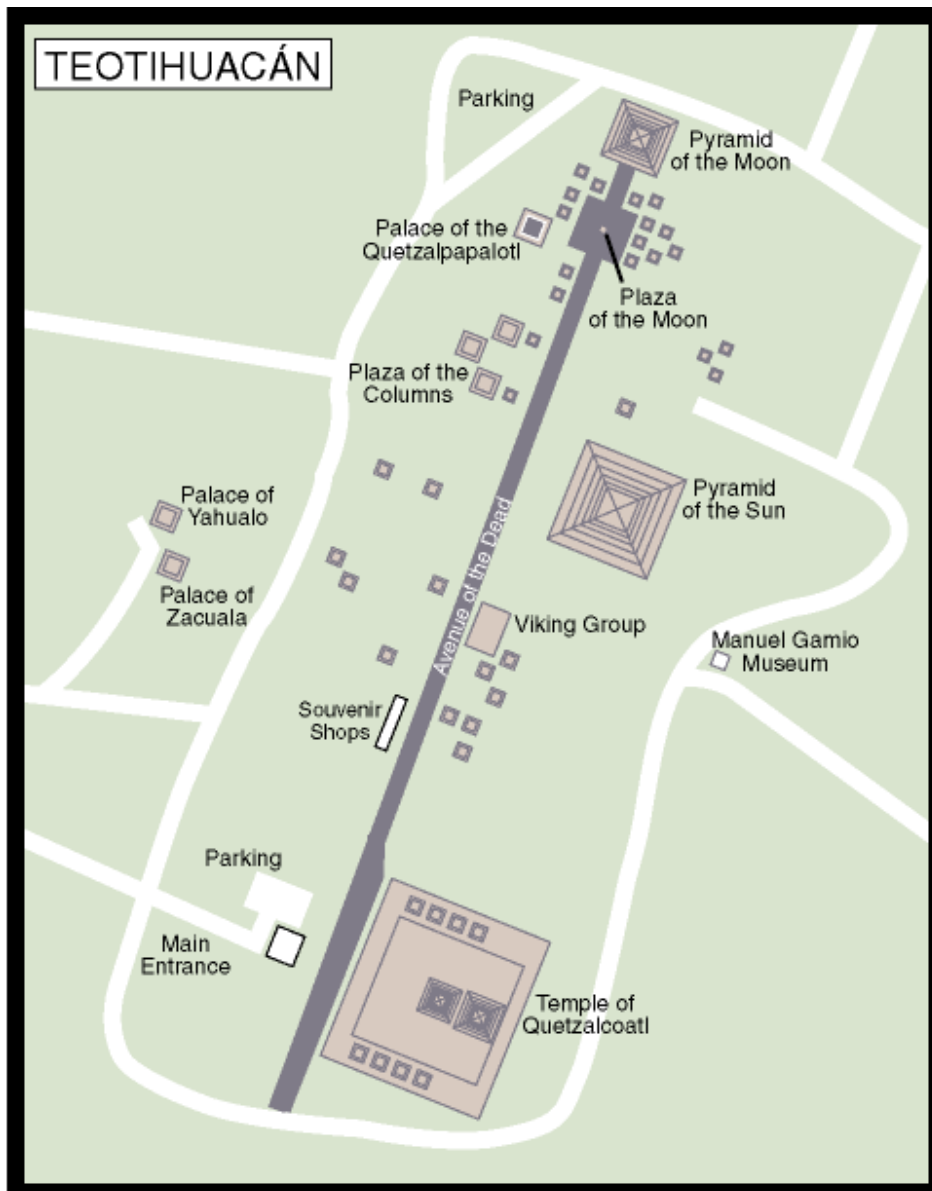 TEOTIHUACÁN
Parking
Pyramid
of the Moon
Palace of the
Quetzalpapalotl
Plaza
of the Moon
Plaza of the
Columns
Palace of
Yahualo
Pyramid
of the Sun
Avenue of the Dead
Palace of
Zacuala
Viking Group
Manuel Gamio
Museum
Souvenir
Shops
Parking
Main
Entrance
Temple of
Quetzalcoatl